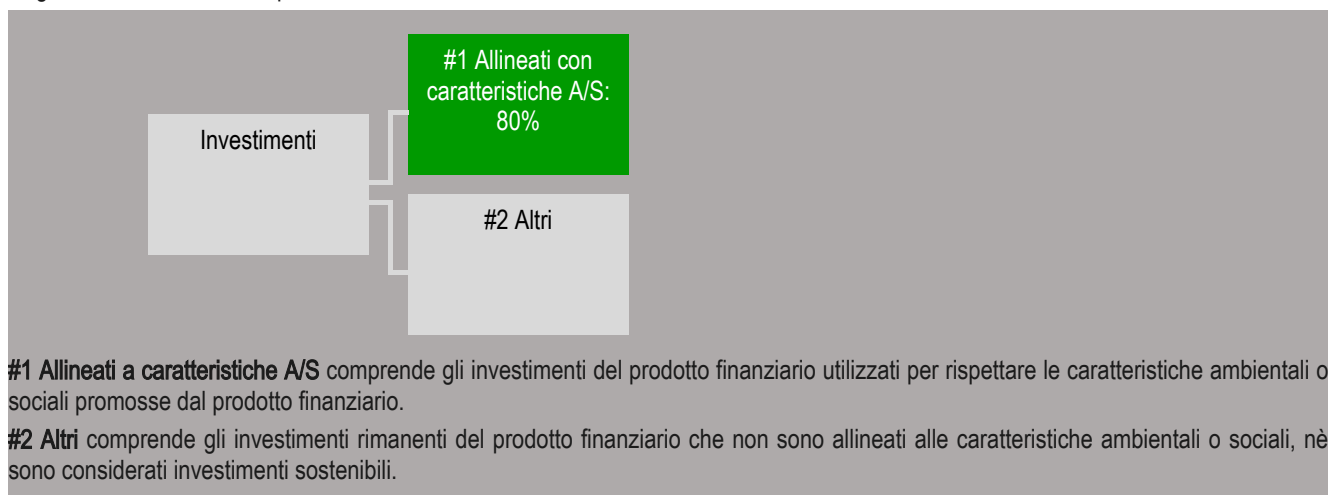 #1 Allineati con
caratteristiche A/S:
80%
Investimenti
#2 Altri
#1 Allineati a caratteristiche A/S comprende gli investimenti del prodotto finanziario utilizzati per rispettare le caratteristiche ambientali o
sociali promosse dal prodotto finanziario.
#2 Altri comprende gli investimenti rimanenti del prodotto finanziario che non sono allineati alle caratteristiche ambientali o sociali, nè
sono considerati investimenti sostenibili.